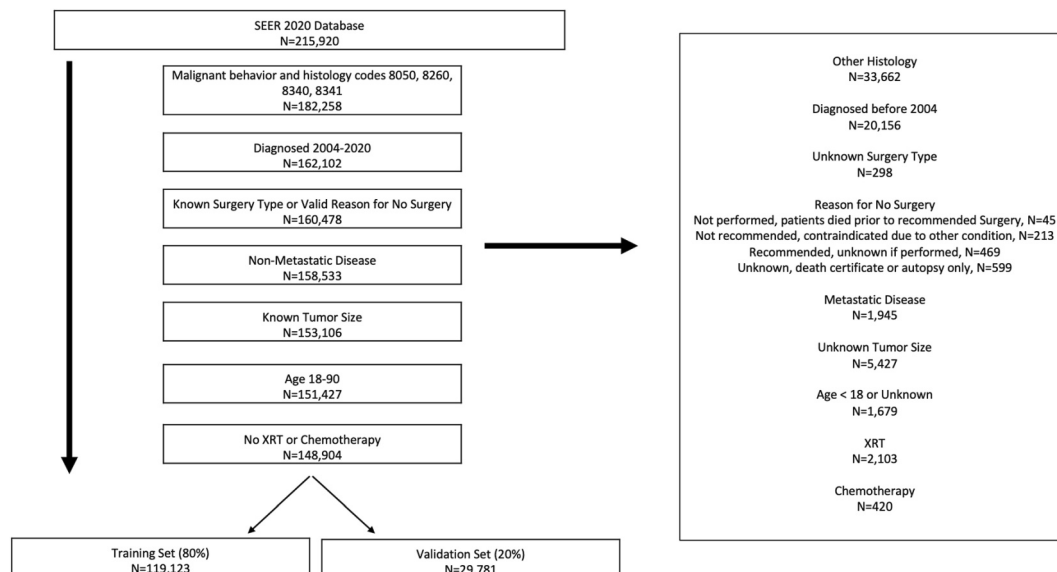 SEER 2020 Database
N=215,920
Malignant behavior and histology codes 8050, 8260,
8340, 8341
N=182,258
Diagnosed 2004-2020
N=162,102
Known Surgery Type or Valid Reason for No Surgery
N=160,478
Non-Metastatic Disease
N=158,533
Known Tumor Size
N=153,106
Age 18-90
N=151,427
No XRT or Chemotherapy
N=148,904
Training Set (80%)
N=119,123
Validation Set (20%)
N=29,781
Other Histology
N=33,662
Diagnosed before 2004
N=20,156
Unknown Surgery Type
N=298
Reason for No Surgery
Not performed, patients died prior to recommended Surgery, N=45
Not recommended, contraindicated due to other condition, N=213
Recommended, unknown if performed, N=469
Unknown, death certificate or autopsy only, N=599
Metastatic Disease
N=1,945
Unknown Tumor Size
N=5,427
Age < 18 or Unknown
N=1,679
XRT
N=2,103
Chemotherapy
N=420